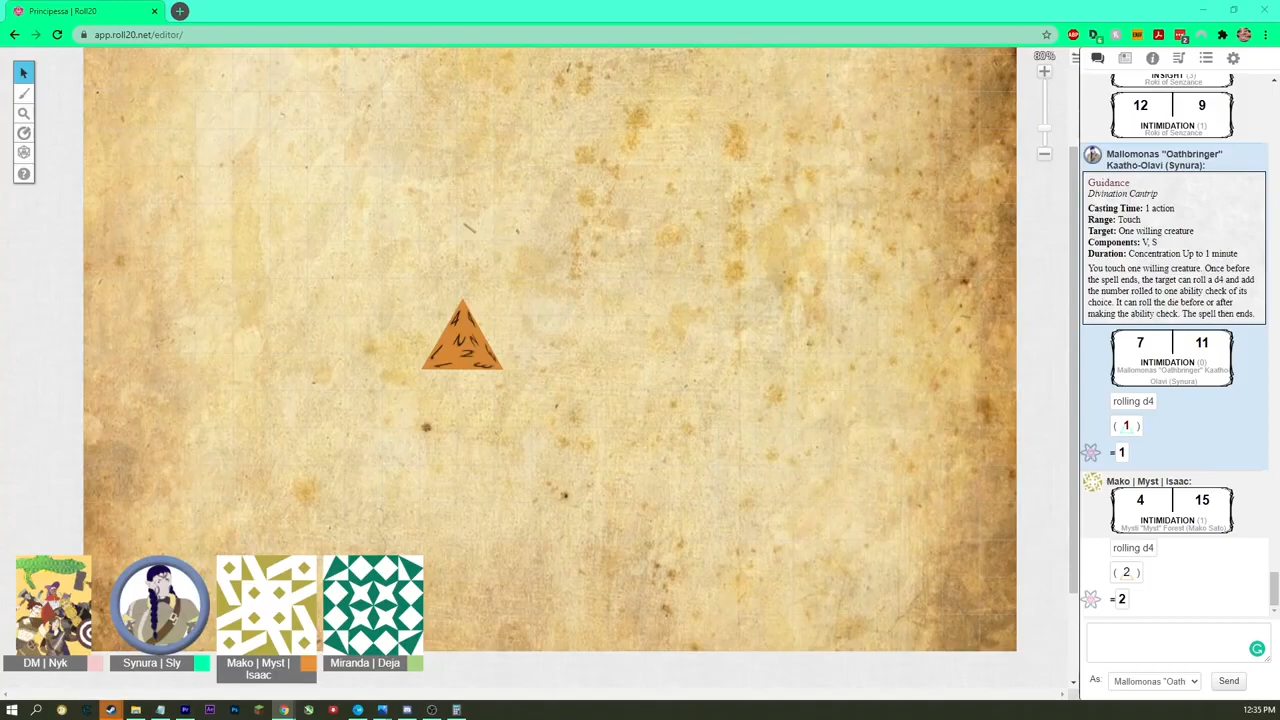 Principessa | Roll20
app.roll20.net/editor/
80%
INSIGHT (3)
Roki of Senzance
12 9
INTIMIDATION (1)
Roki of Senzance
Mallomonas "Oathbringer"
Kaatho-Olavi (Synura):
Guidance
Divination Cantrip
Casting Time: 1 action
Range: Touch
Target: One willing creature
Components: V, S
Duration: Concentration Up to 1 minute
You touch one willing creature. Once before
the spell ends, the target can roll a d4 and add
the number rolled to one ability check of its
choice. It can roll the die before or after
making the ability check. The spell then ends.
7 11
INTIMIDATION (0)
Mallomonas "Oathbringer" Kaatho-
Olavi (Synura)
rolling d4
( 1 )
= 1
Mako | Myst | Isaac:
4 15
INTIMIDATION (1)
Mysti "Myst" Forest (Mako Sato)
rolling d4
( 2 )
= 2
4
2
1 3
DM | Nyk
Synura | Sly
Mako | Myst |
Isaac
Miranda | Deja
As: Mallomonas "Oath Send
12:35 PM